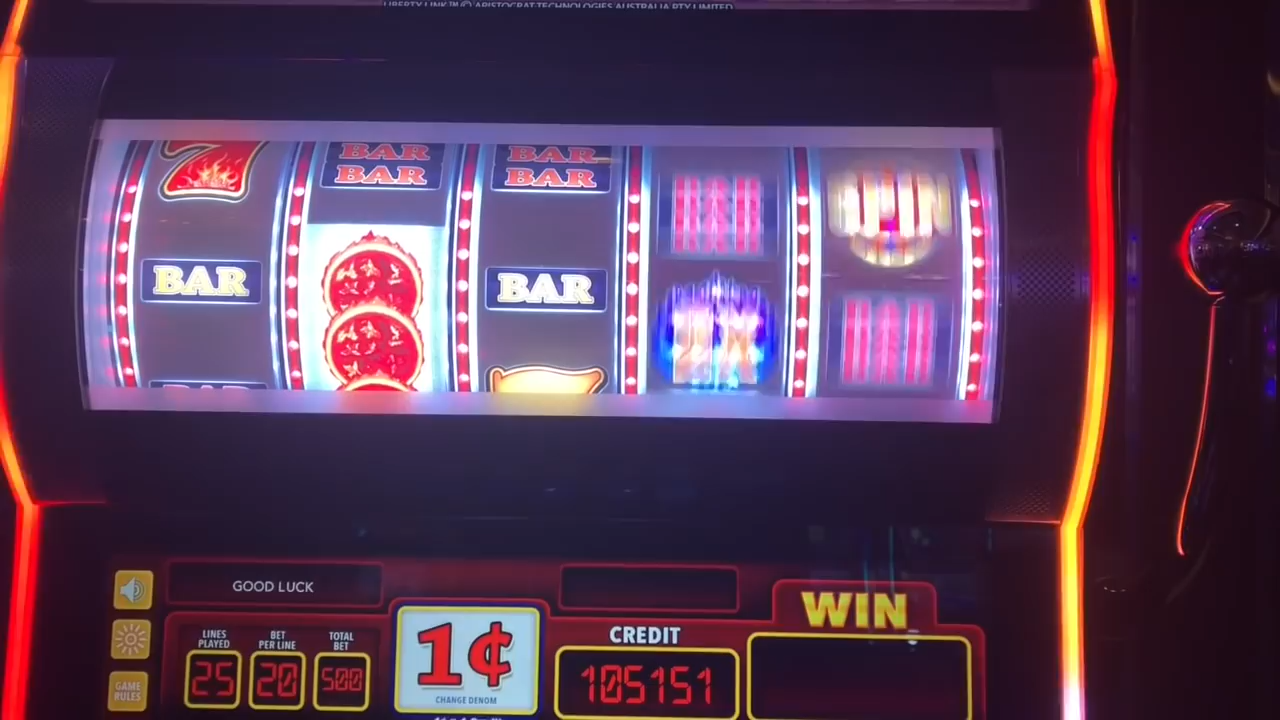 LIBERTY LINK™ © ARISTOCRAT TECHNOLOGIES AUSTRALIA PTY LIMITED
7
BAR
BAR
BAR
BAR
BAR
BAR
GOOD LUCK
WIN
LINES PLAYED
BET PER LINE
TOTAL BET
25
20
500
1¢
CHANGE DENOM
CREDIT
105151
GAME RULES